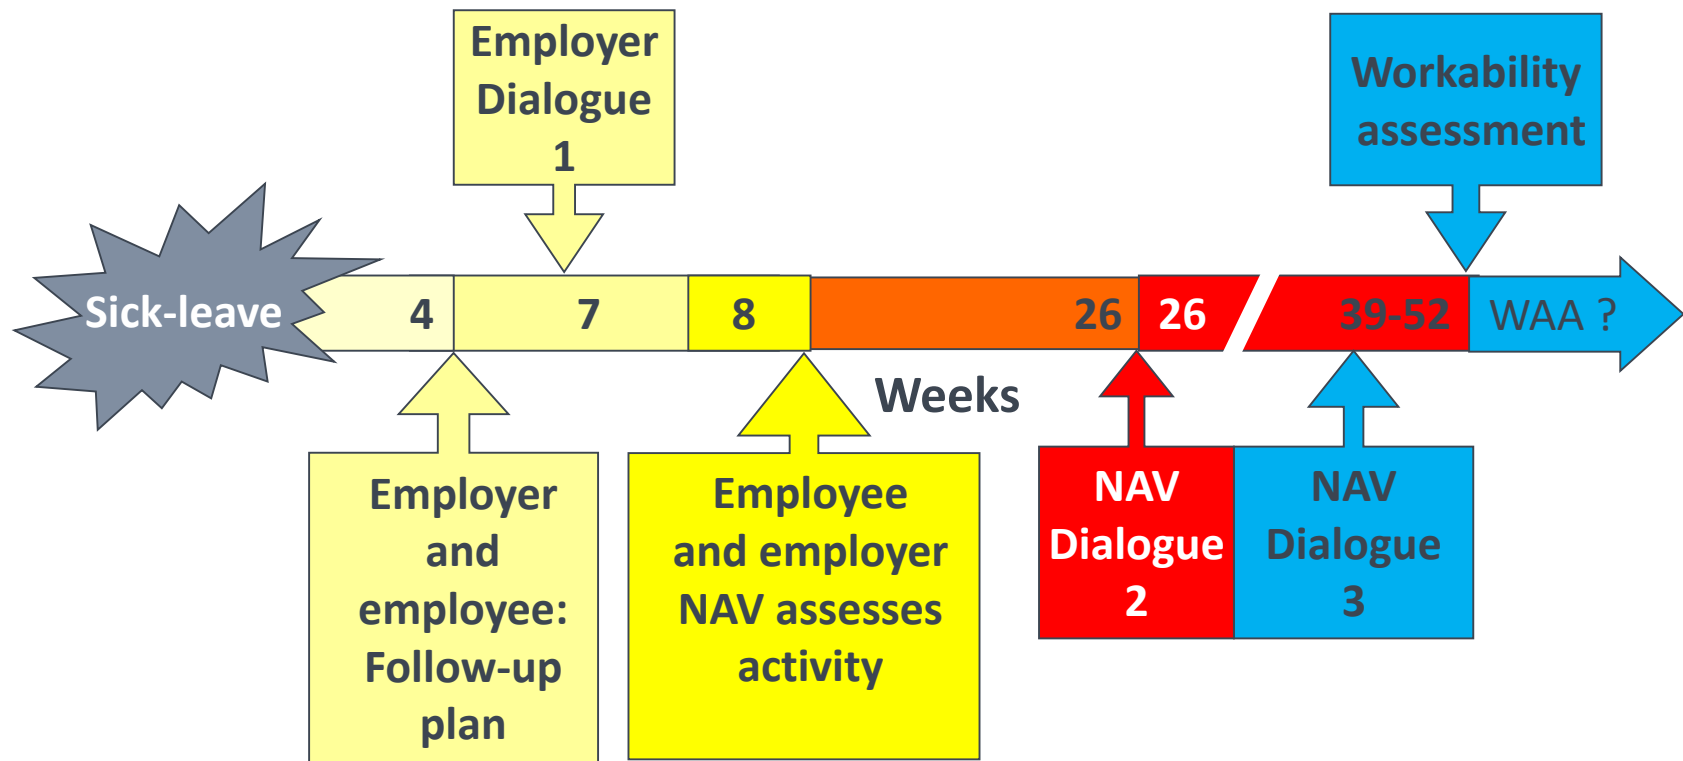 Employer
Dialogue
1
Workability
assessment
Sick-leave
4
7
8
26
26
39-52
WAA ?
Weeks
Employer
and
employee:
Follow-up
plan
Employee
and employer
NAV assesses
activity
NAV
Dialogue
2
NAV
Dialogue
3